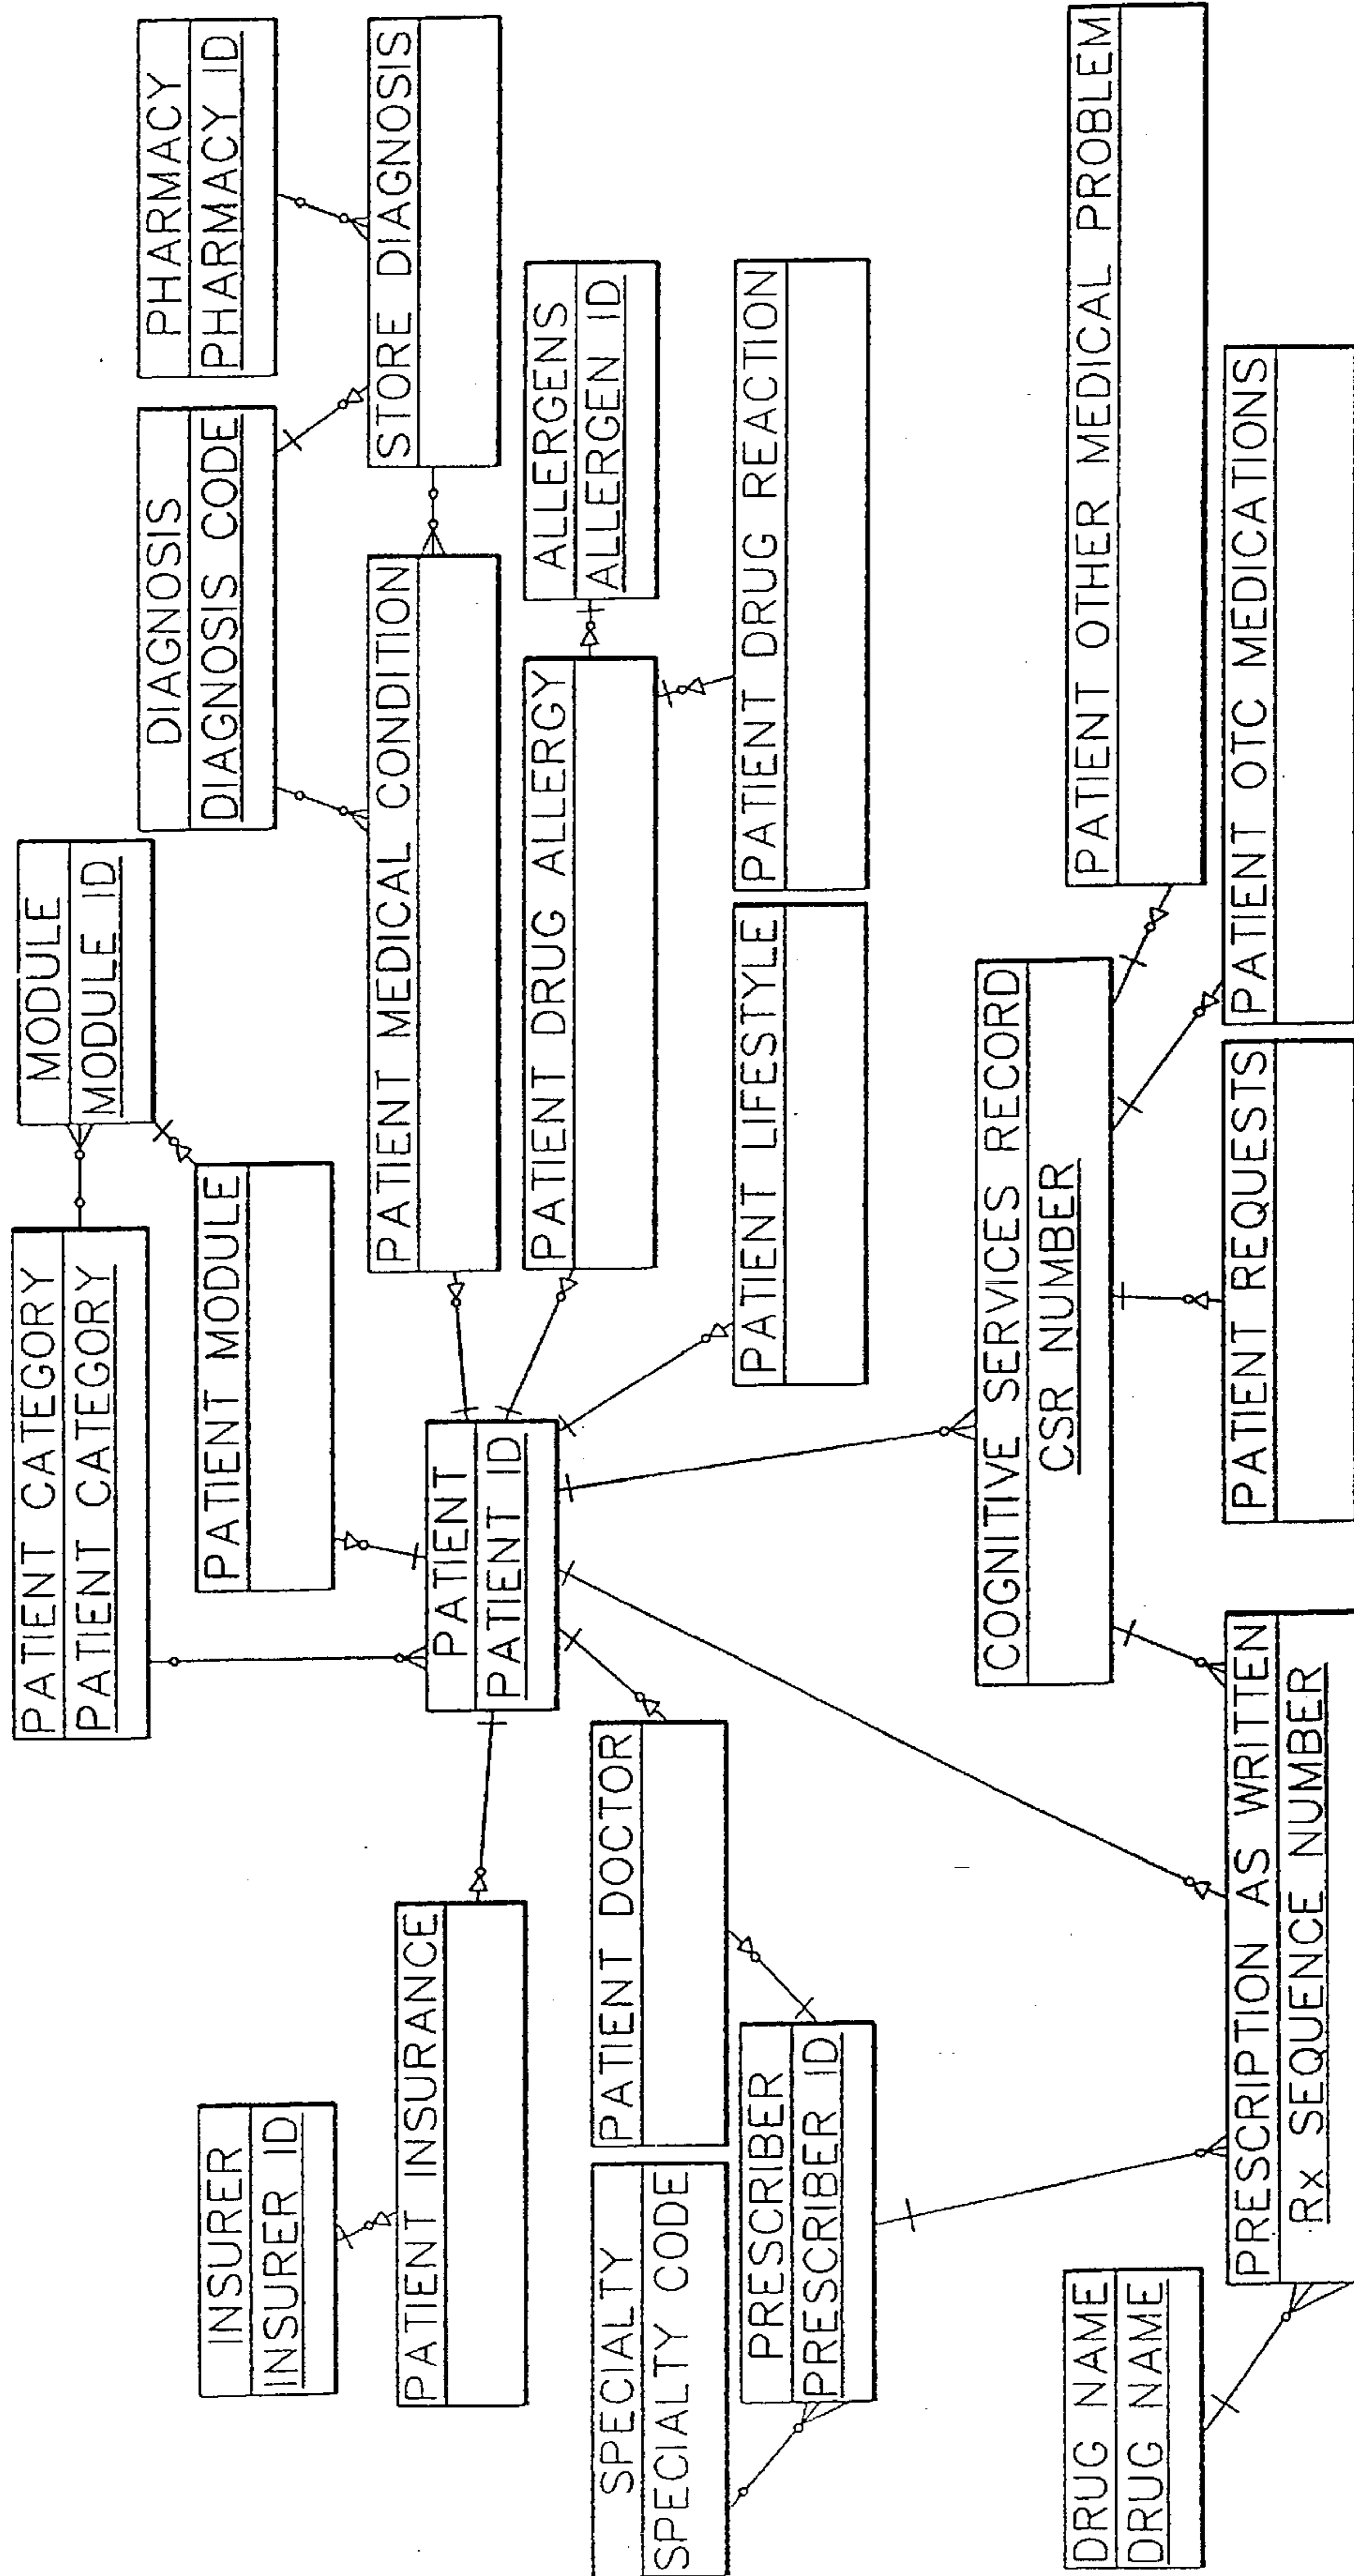 PATIENT CATEGORY
PATIENT CATEGORY
MODULE
MODULE ID
DIAGNOSIS
DIAGNOSIS CODE
PHARMACY
PHARMACY ID
INSURER
INSURER ID
PATIENT MODULE
PATIENT INSURANCE
PATIENT
PATIENT ID
PATIENT MEDICAL CONDITION
STORE DIAGNOSIS
PATIENT DRUG ALLERGY
ALLERGENS
ALLERGEN ID
SPECIALTY
SPECIALTY CODE
PATIENT DOCTOR
PRESCRIBER
PRESCRIBER ID
PATIENT LIFESTYLE
PATIENT DRUG REACTION
COGNITIVE SERVICES RECORD
CSR NUMBER
DRUG NAME
DRUG NAME
PATIENT OTHER MEDICAL PROBLEM
PRESCRIPTION AS WRITTEN
Rx SEQUENCE NUMBER
PATIENT REQUESTS
PATIENT OTC MEDICATIONS